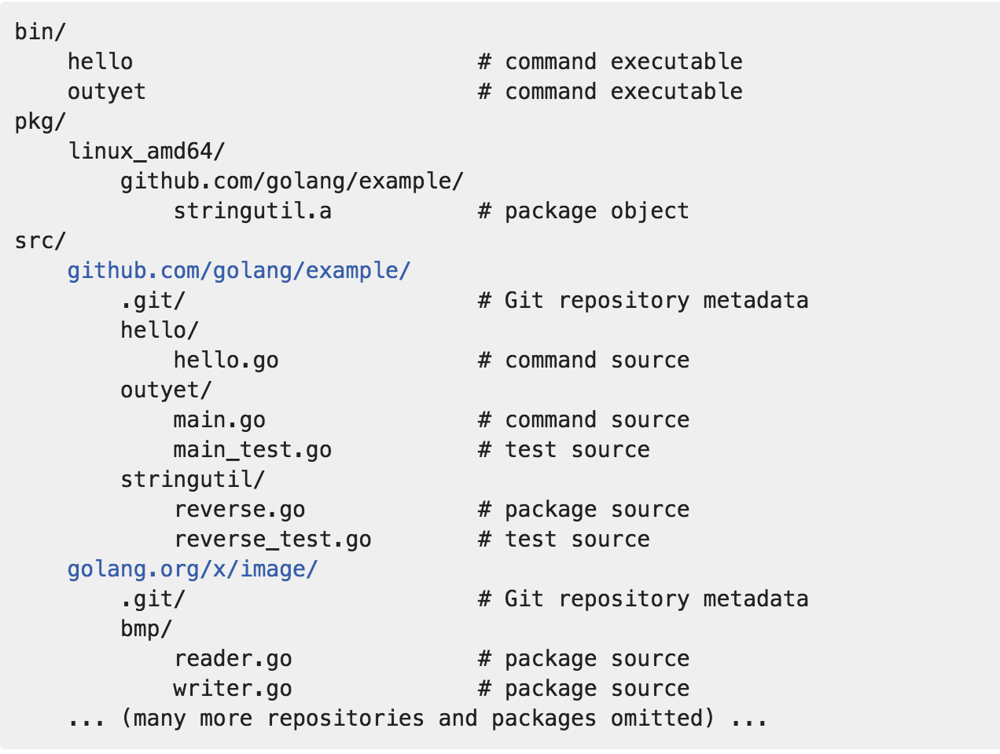 bin/
    hello                          # command executable
    outyet                         # command executable
pkg/
    linux_amd64/
        github.com/golang/example/
            stringutil.a           # package object
src/
    github.com/golang/example/
        .git/                      # Git repository metadata
        hello/
            hello.go               # command source
        outyet/
            main.go                # command source
            main_test.go           # test source
        stringutil/
            reverse.go             # package source
            reverse_test.go        # test source
    golang.org/x/image/
        .git/                      # Git repository metadata
        bmp/
            reader.go              # package source
            writer.go              # package source
    ... (many more repositories and packages omitted) ...